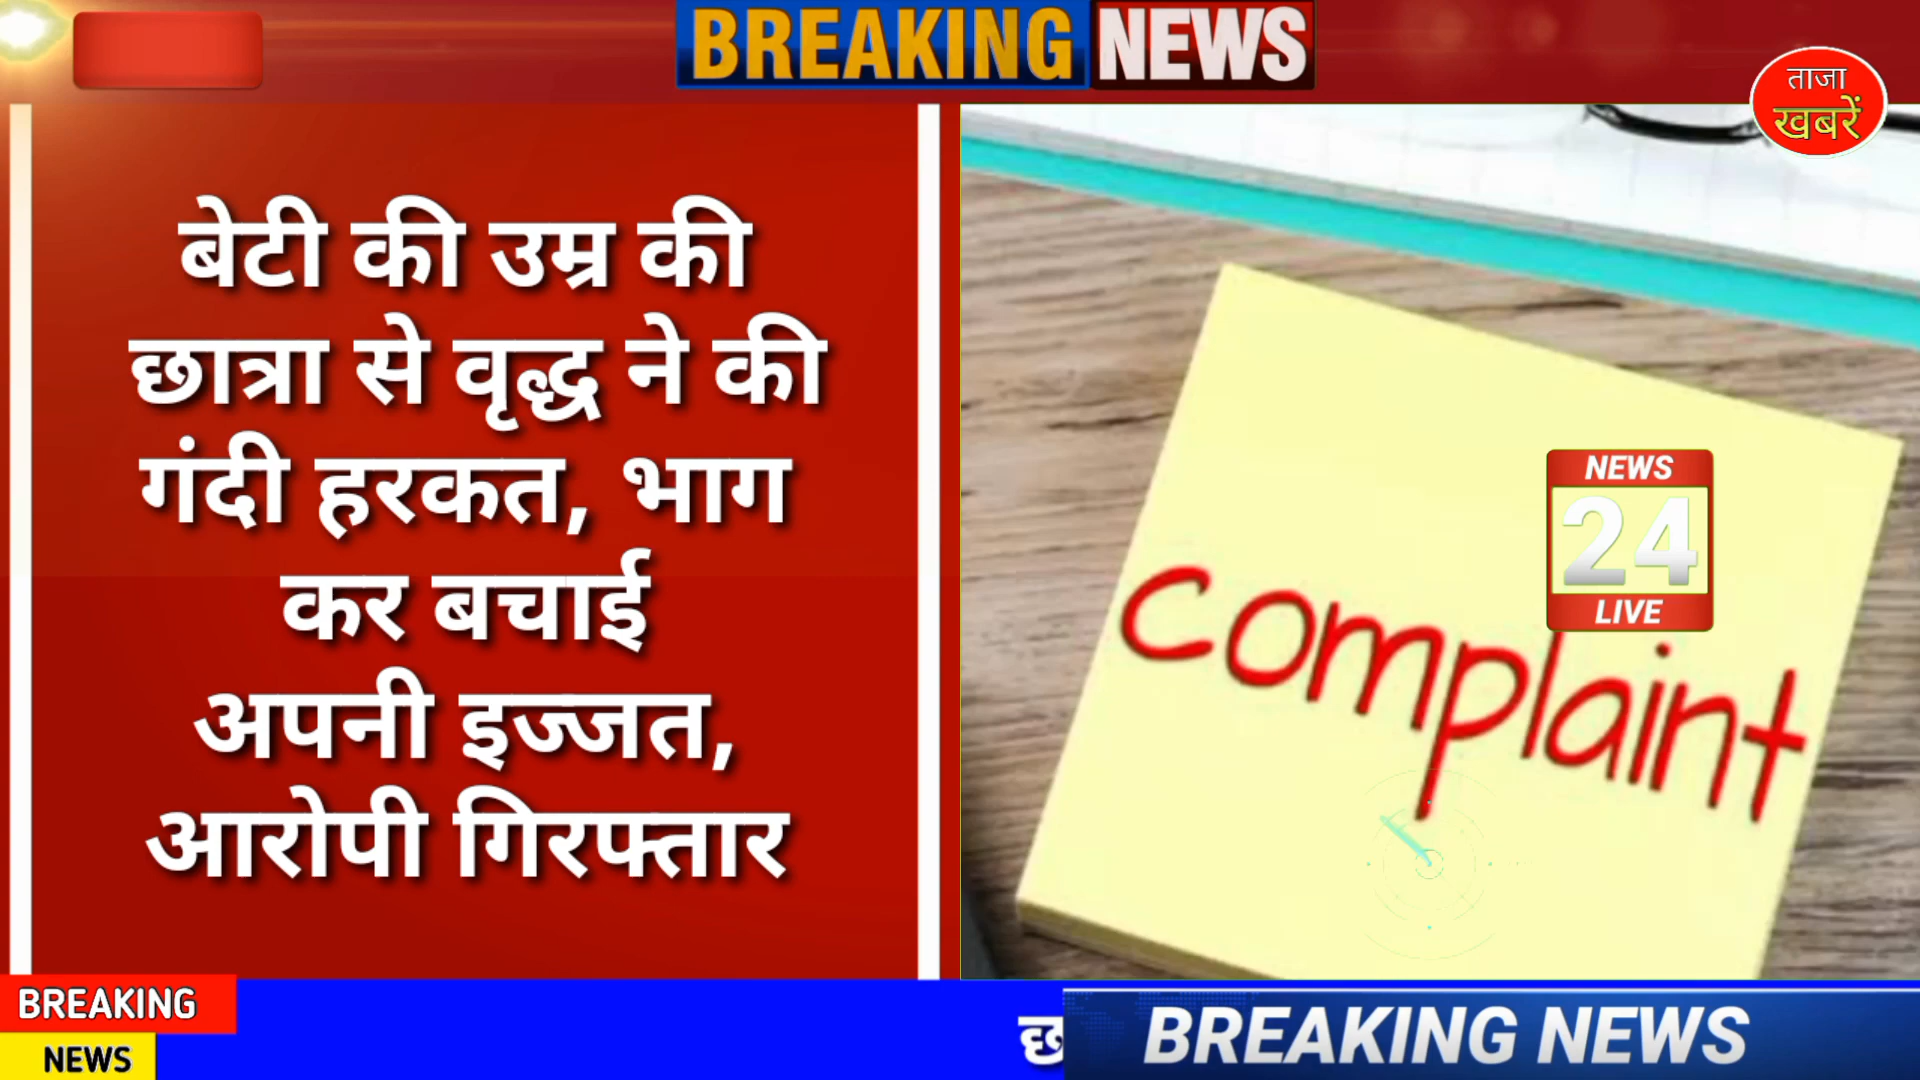 BREAKING NEWS
ताजा
खबरें
बेटी की उम्र की
छात्रा से वृद्ध ने की
गंदी हरकत, भाग
कर बचाई
अपनी इज्जत,
आरोपी गिरफ्तार
NEWS
24
LIVE
complaint
BREAKING
NEWS
BREAKING NEWS